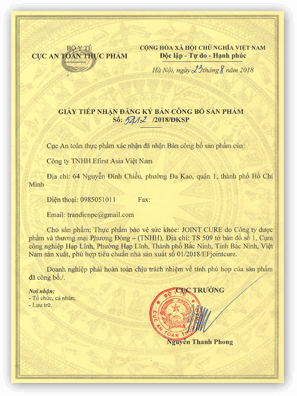 BỘ Y TẾ
CỤC AN TOÀN THỰC PHẨM
CỘNG HÒA XÃ HỘI CHỦ NGHĨA VIỆT NAM
Độc lập - Tự do - Hạnh phúc
Hà Nội, ngày 23 tháng 8 năm 2018
GIẤY TIẾP NHẬN ĐĂNG KÝ BẢN CÔNG BỐ SẢN PHẨM
Số: /2018/ĐKSP
Cục An toàn thực phẩm xác nhận đã nhận Bản công bố sản phẩm của:
Công ty TNHH Efirst Asia Việt Nam
Địa chỉ: 64 Nguyễn Đình Chiểu, phường Đa Kao, quận 1, thành phố Hồ Chí
Minh
Điện thoại: 0985051011 Fax:
Email: trandienpc@gmail.com
Cho sản phẩm: Thực phẩm bảo vệ sức khỏe: JOINT CURE do Công ty dược
phẩm và thương mại Phương Đông – (TNHH), Địa chỉ: TS 509 tờ bản đồ số 1, Cụm
công nghiệp Hạp Lĩnh, Phường Hạp Lĩnh, Thành phố Bắc Ninh, Tỉnh Bắc Ninh, Việt
Nam sản xuất, phù hợp tiêu chuẩn nhà sản xuất số 01/2018/EFjointcure.
Doanh nghiệp phải hoàn toàn chịu trách nhiệm về tính phù hợp của sản phẩm
đã công bố./.
Nơi nhận:
- Tổ chức, cá nhân;
- Lưu trữ.
CỤC TRƯỞNG
CỤC AN TOÀN THỰC PHẨM
Nguyễn Thanh Phong